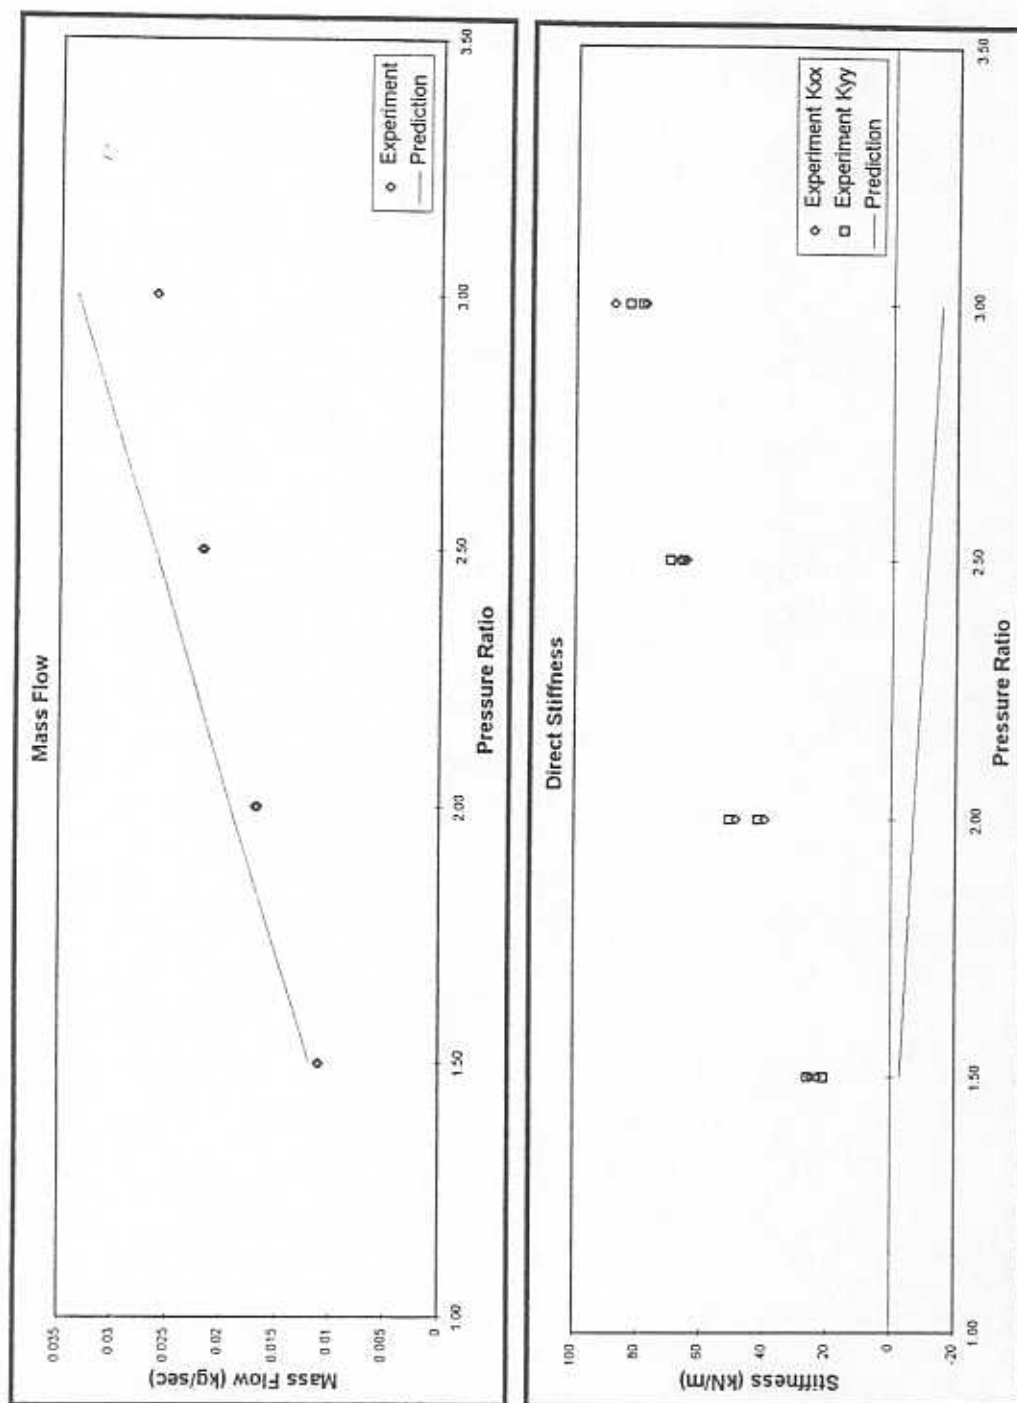 Mass Flow
Mass Flow (kg/sec)
0.035
0.03
0.025
0.02
0.015
0.01
0.005
0
Experiment
Prediction
1.00
1.50
2.00
2.50
3.00
3.50
Pressure Ratio
Direct Stiffness
Stiffness (kN/m)
100
80
60
40
20
0
-20
Experiment Kxx
Experiment Kyy
Prediction
1.00
1.50
2.00
2.50
3.00
3.50
Pressure Ratio